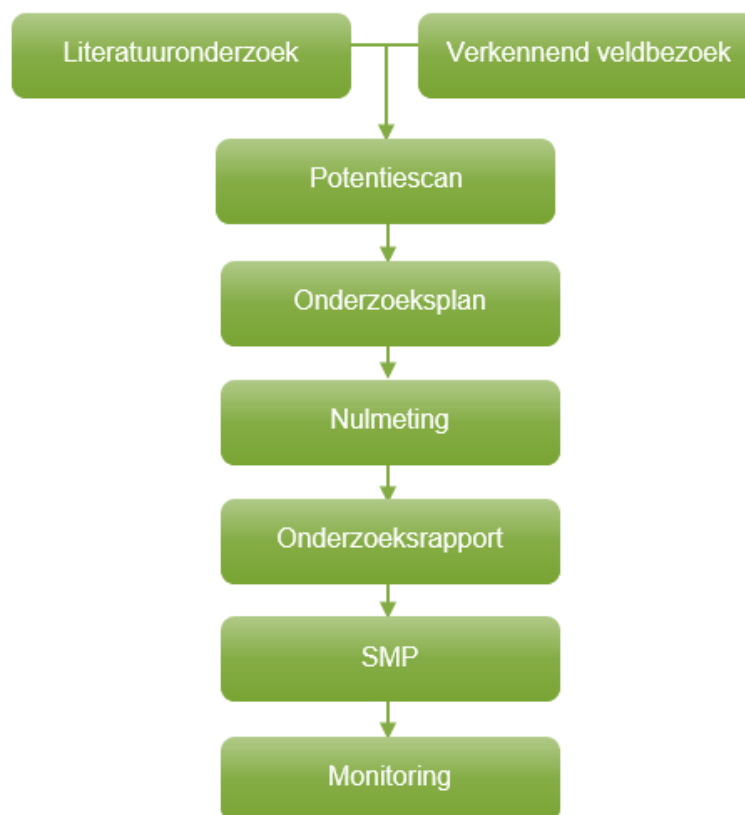 Literatuuronderzoek
Verkennend veldbezoek
Potentiescan
Onderzoeksplan
Nulmeting
Onderzoeksrapport
SMP
Monitoring